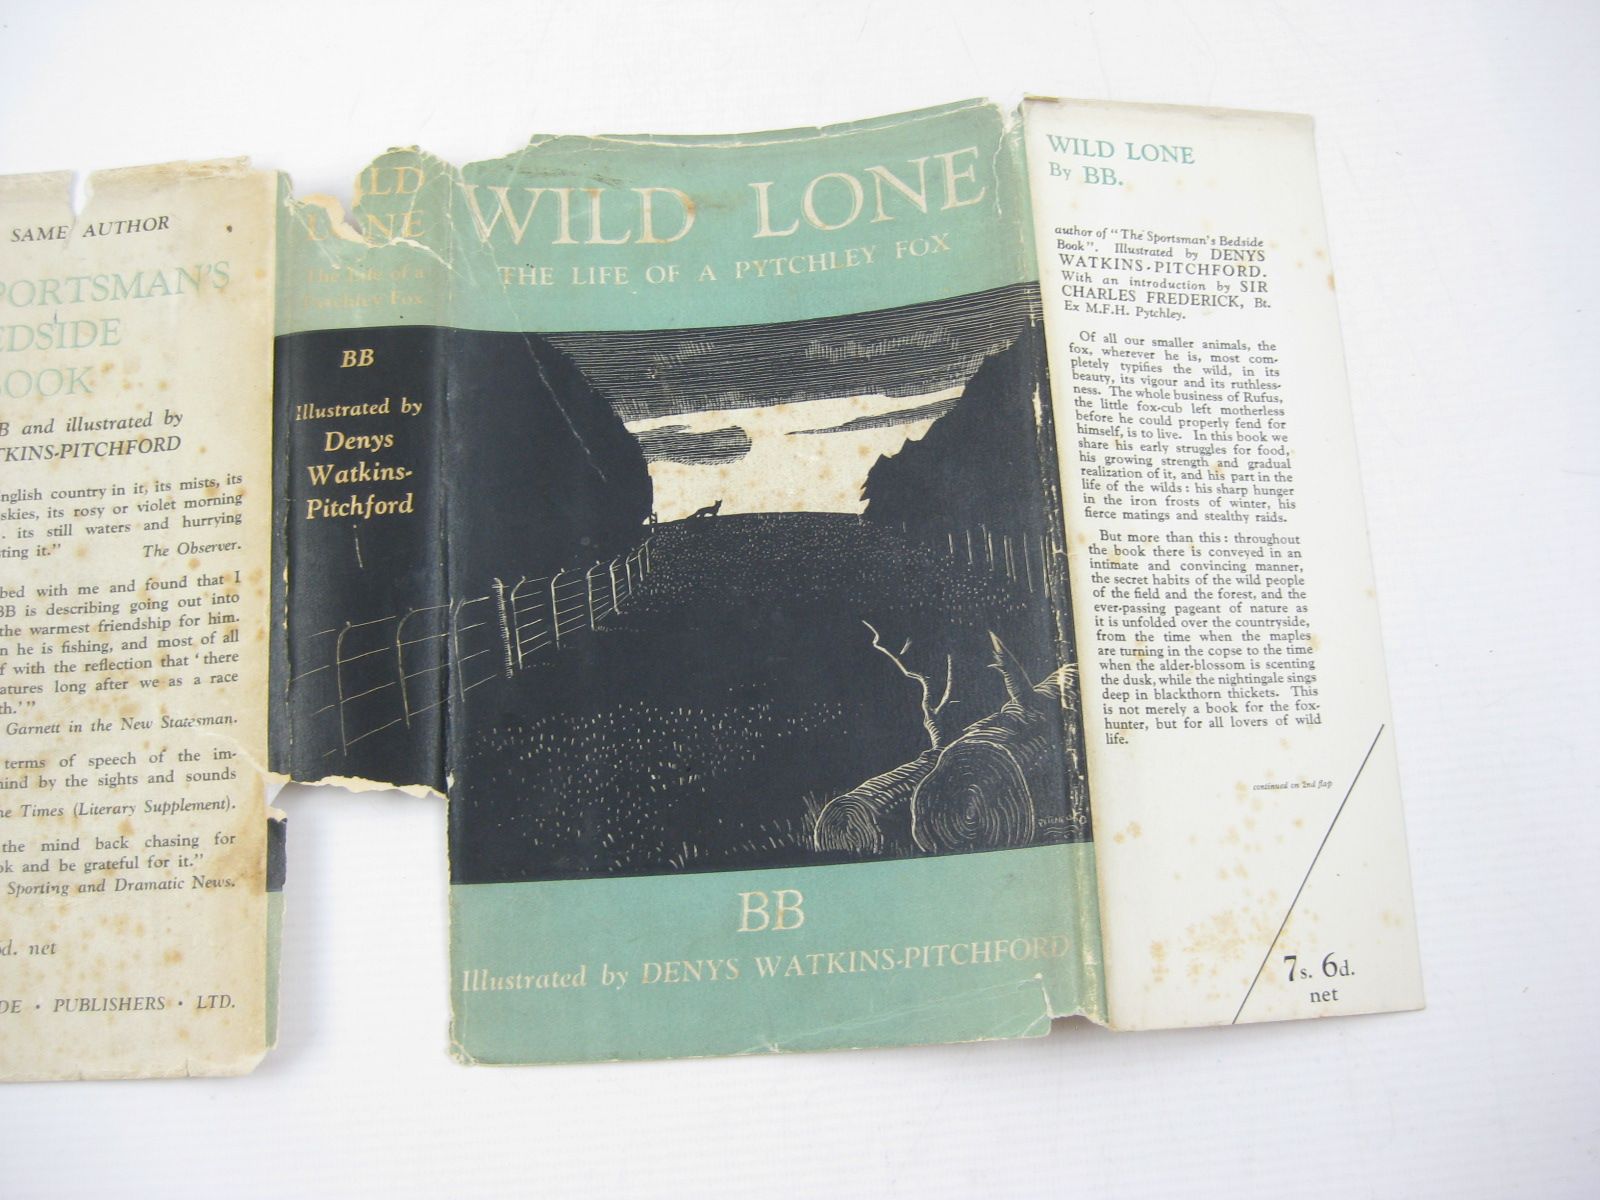 SAME AUTHOR
PORTSMAN'S
EDSIDE
OOK
B and illustrated by
TKINS-PITCHFORD
nglish country in it, its mists, its
skies, its rosy or violet morning
. its still waters and hurrying
ting it." The Observer.
bed with me and found that I
BB is describing going out into
the warmest friendship for him.
n he is fishing, and most of all
f with the reflection that 'there
atures long after we as a race
th.'"
Garnett in the New Statesman.
terms of speech of the im-
mind by the sights and sounds
he Times (Literary Supplement).
the mind back chasing for
ok and be grateful for it."
Sporting and Dramatic News.
6d. net
DE · PUBLISHERS · LTD.
ILD
LONE
The Life of a
Pytchley Fox
BB
Illustrated by
Denys
Watkins-
Pitchford
WILD LONE
THE LIFE OF A PYTCHLEY FOX
BB
Illustrated by DENYS WATKINS-PITCHFORD
WILD LONE
By BB.
author of "The Sportsman's Bedside
Book". Illustrated by DENYS
WATKINS-PITCHFORD.
With an introduction by SIR
CHARLES FREDERICK, Bt.
Ex M.F.H. Pytchley.
Of all our smaller animals, the
fox, wherever he is, most com-
pletely typifies the wild, in its
beauty, its vigour and its ruthless-
ness. The whole business of Rufus,
the little fox-cub left motherless
before he could properly fend for
himself, is to live. In this book we
share his early struggles for food,
his growing strength and gradual
realization of it, and his part in the
life of the wilds: his sharp hunger
in the iron frosts of winter, his
fierce matings and stealthy raids.
But more than this: throughout
the book there is conveyed in an
intimate and convincing manner,
the secret habits of the wild people
of the field and the forest, and the
ever-passing pageant of nature as
it is unfolded over the countryside,
from the time when the maples
are turning in the copse to the time
when the alder-blossom is scenting
the dusk, while the nightingale sings
deep in blackthorn thickets. This
is not merely a book for the fox-
hunter, but for all lovers of wild
life.
continued on 2nd flap
7s. 6d.
net